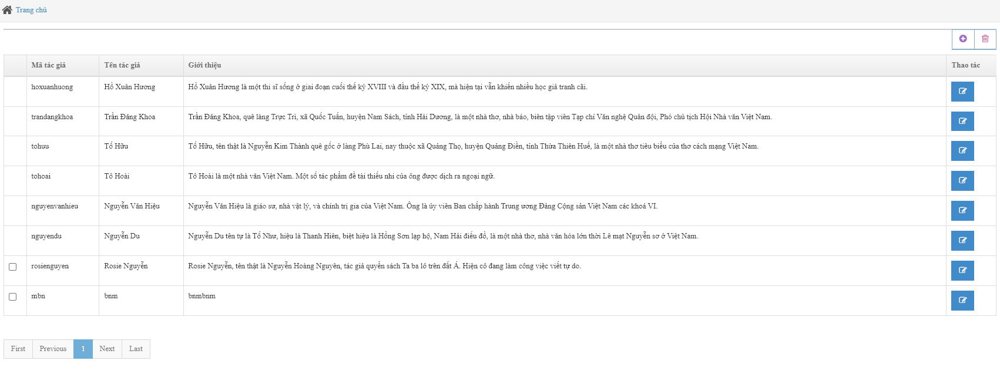 Trang chủ
Mã tác giả Tên tác giả Giới thiệu Thao tác
hoxuanhuong Hồ Xuân Hương Hồ Xuân Hương là một thi sĩ sống ở giai đoạn cuối thế kỷ XVIII và đầu thế kỷ XIX, mà hiện tại vẫn khiến nhiều học giả tranh cãi.
trandangkhoa Trần Đăng Khoa Trần Đăng Khoa, quê làng Trực Trì, xã Quốc Tuấn, huyện Nam Sách, tỉnh Hải Dương, là một nhà thơ, nhà báo, biên tập viên Tạp chí Văn nghệ Quân đội, Phó chủ tịch Hội Nhà văn Việt Nam.
tohuu Tố Hữu Tố Hữu, tên thật là Nguyễn Kim Thành quê gốc ở làng Phù Lai, nay thuộc xã Quảng Thọ, huyện Quảng Điền, tỉnh Thừa Thiên Huế, là một nhà thơ tiêu biểu của thơ cách mạng Việt Nam.
tohoai Tô Hoài Tô Hoài là một nhà văn Việt Nam. Một số tác phẩm đề tài thiếu nhi của ông được dịch ra ngoại ngữ.
nguyenvanhieu Nguyễn Văn Hiệu Nguyễn Văn Hiệu là giáo sư, nhà vật lý, và chính trị gia của Việt Nam. Ông là ủy viên Ban chấp hành Trung ương Đảng Cộng sản Việt Nam các khoá VI.
nguyendu Nguyễn Du Nguyễn Du tên tự là Tố Như, hiệu là Thanh Hiên, biệt hiệu là Hồng Sơn lạp hộ, Nam Hải điếu đồ, là một nhà thơ, nhà văn hóa lớn thời Lê mạt Nguyễn sơ ở Việt Nam.
rosienguyen Rosie Nguyễn Rosie Nguyễn, tên thật là Nguyễn Hoàng Nguyên, tác giả quyển sách Ta ba lô trên đất Á. Hiện cô đang làm công việc viết tự do.
mbn bnm bnmbnm
First Previous 1 Next Last